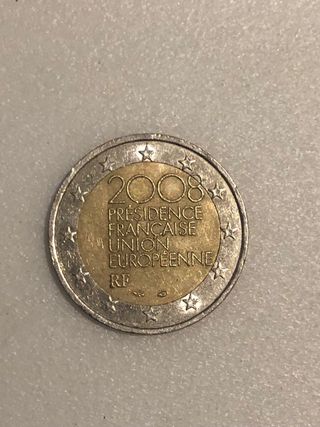 2008
PRÉSIDENCE
FRANÇAISE
UNION
EUROPÉENNE
RF